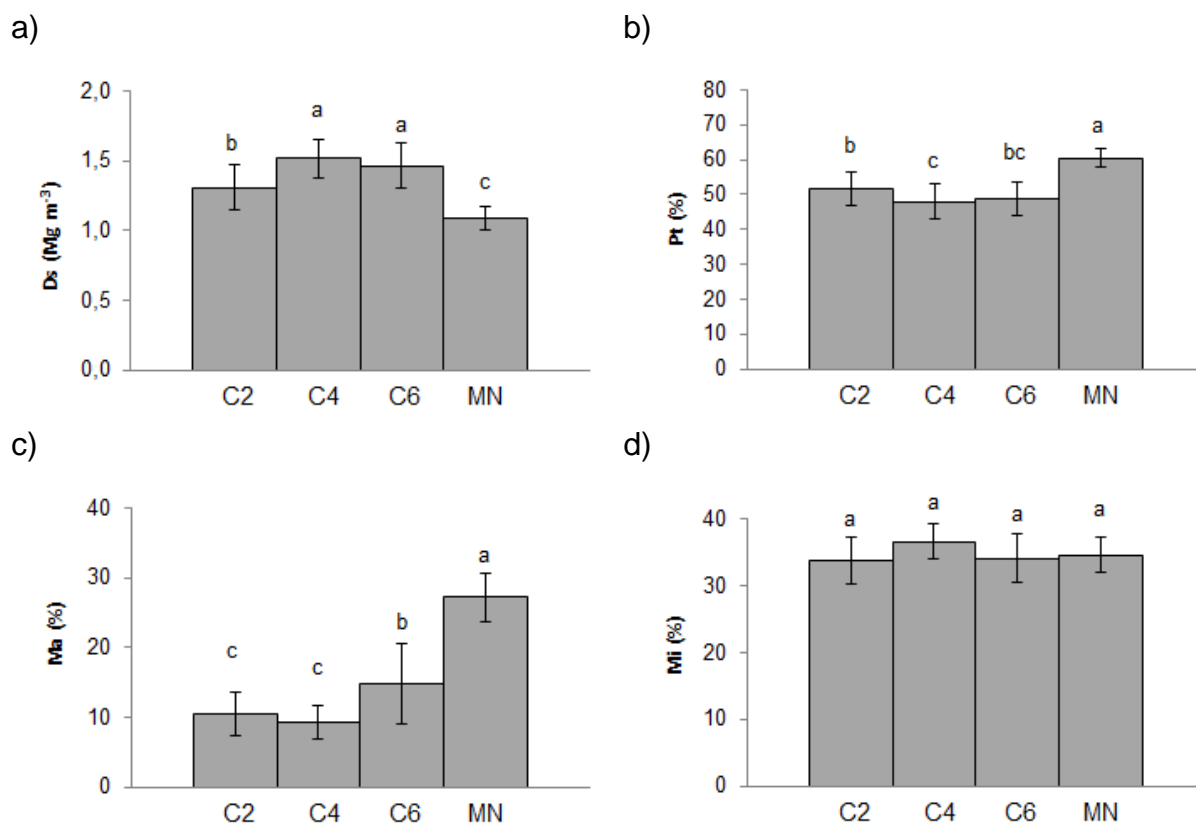 a)
2,0
1,5
1,0
0,5
0,0
Ds (Mg m⁻³)
b
a
a
c
C2 C4 C6 MN
b)
80
70
60
50
40
30
20
10
0
Pt (%)
b
c
bc
a
C2 C4 C6 MN
c)
40
30
20
10
0
Ma (%)
c
c
b
a
C2 C4 C6 MN
d)
40
30
20
10
0
Mi (%)
a
a
a
a
C2 C4 C6 MN